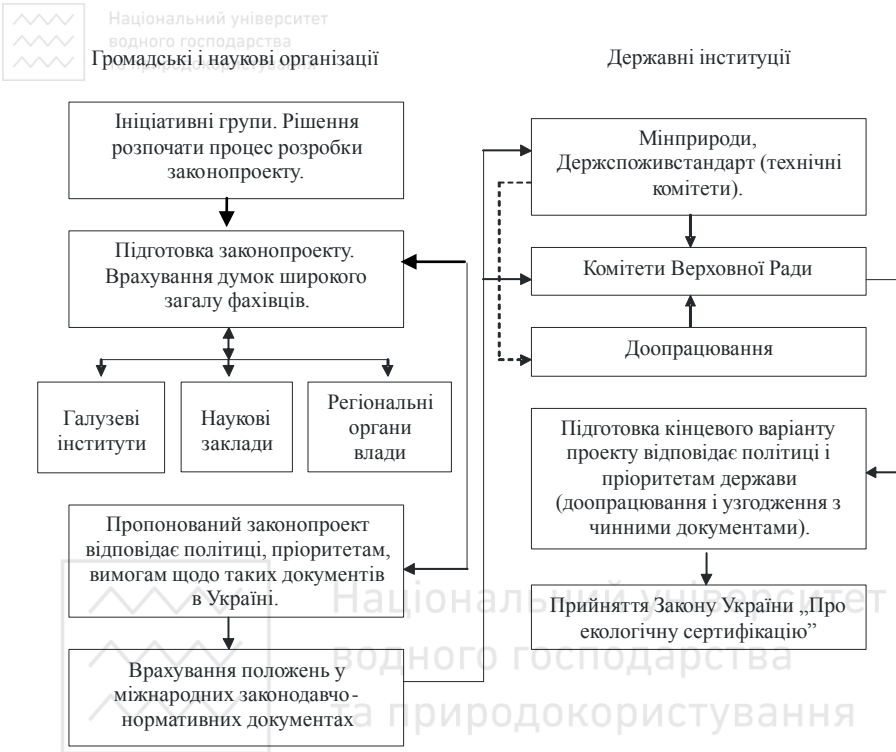 Національний університет
водного господарства
та природокористування
Громадські і наукові організації
Ініціативні групи. Рішення
розпочати процес розробки
законопроекту.
Підготовка законопроекту.
Врахування думок широкого
загалу фахівців.
Галузеві
інститути
Наукові
заклади
Регіональні
органи
влади
Пропонований законопроект
відповідає політиці, пріоритетам,
вимогам щодо таких документів
в Україні.
Врахування положень у
міжнародних законодавчо-
нормативних документах
Державні інституції
Мінприроди,
Держспоживстандарт (технічні
комітети).
Комітети Верховної Ради
Доопрацювання
Підготовка кінцевого варіанту
проекту відповідає політиці і
пріоритетам держави
(доопрацювання і узгодження з
чинними документами).
Прийняття Закону України „Про
екологічну сертифікацію”
Національний університет
водного господарства
та природокористування